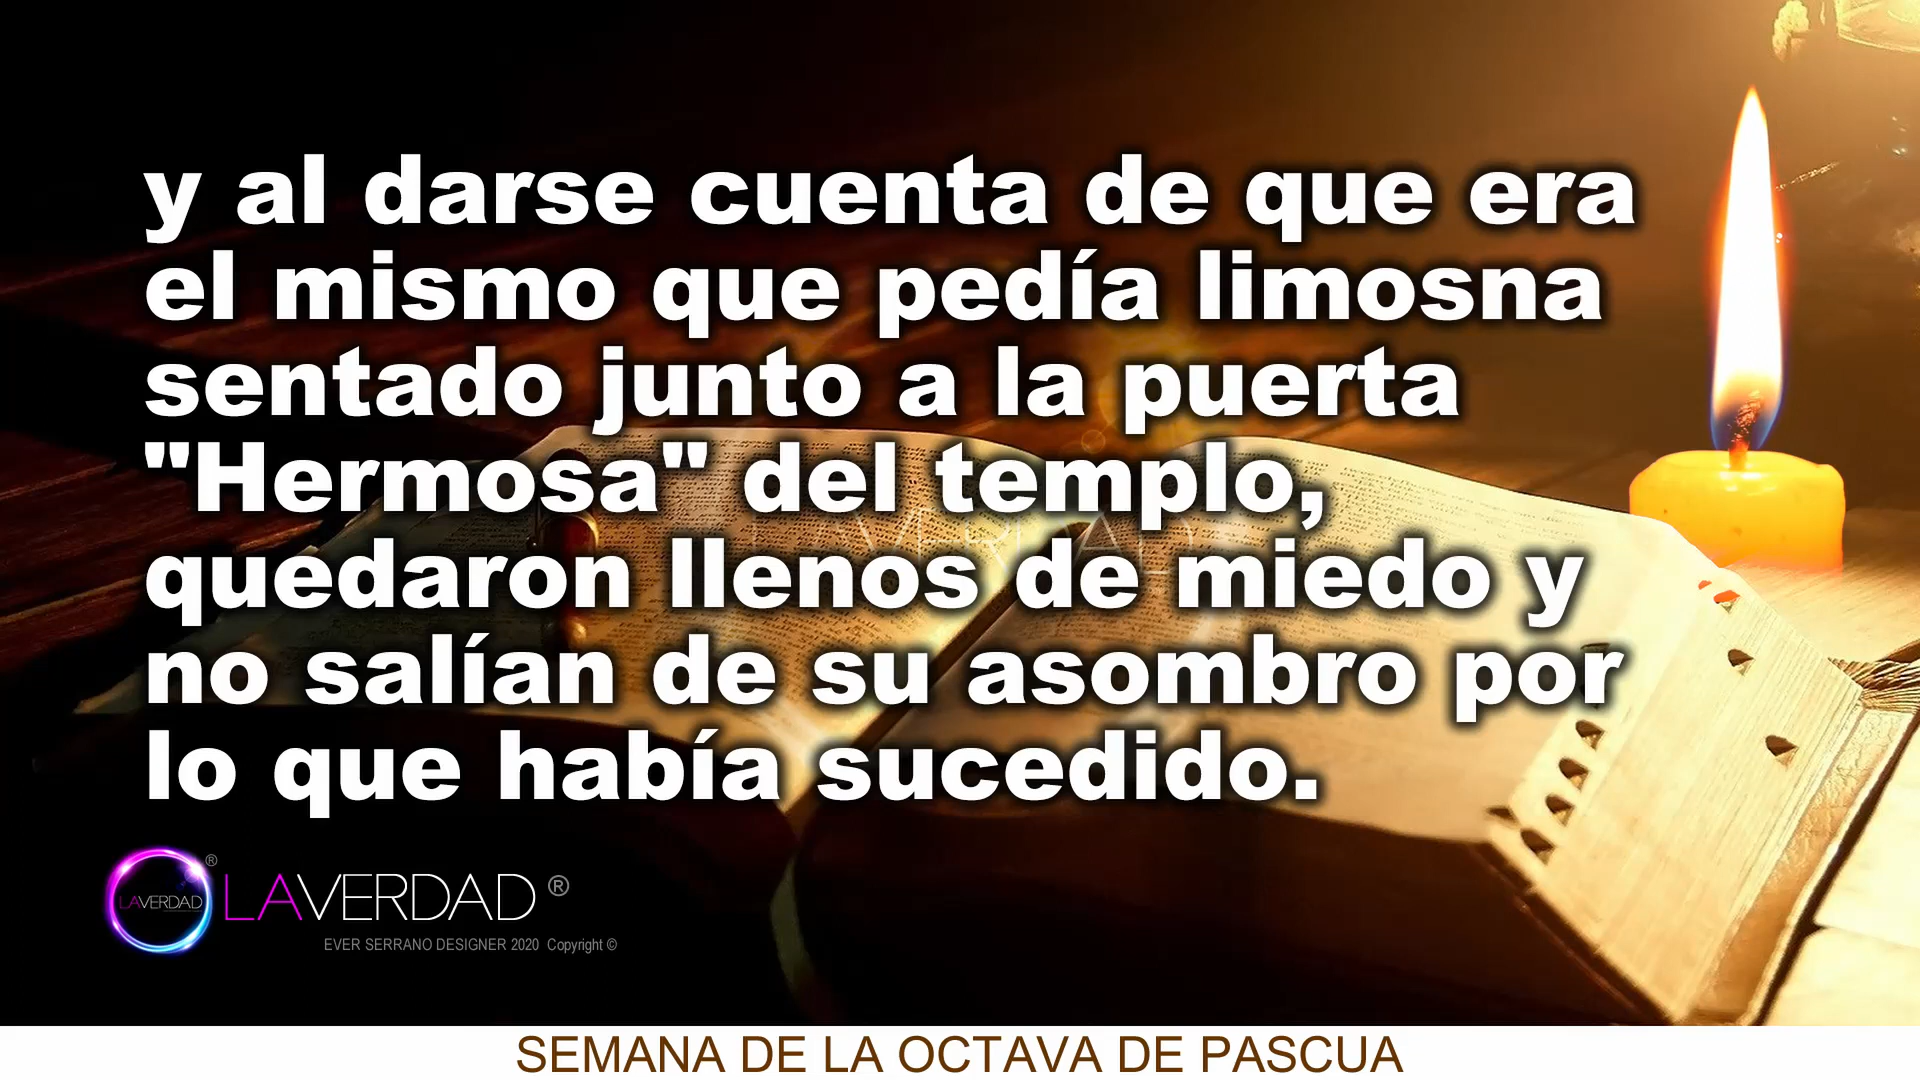 y al darse cuenta de que era
el mismo que pedía limosna
sentado junto a la puerta
"Hermosa" del templo,
quedaron llenos de miedo y
no salían de su asombro por
lo que había sucedido.
LAVERDAD ®
LAVERDAD ®
EVER SERRANO DESIGNER 2020 Copyright ©
SEMANA DE LA OCTAVA DE PASCUA